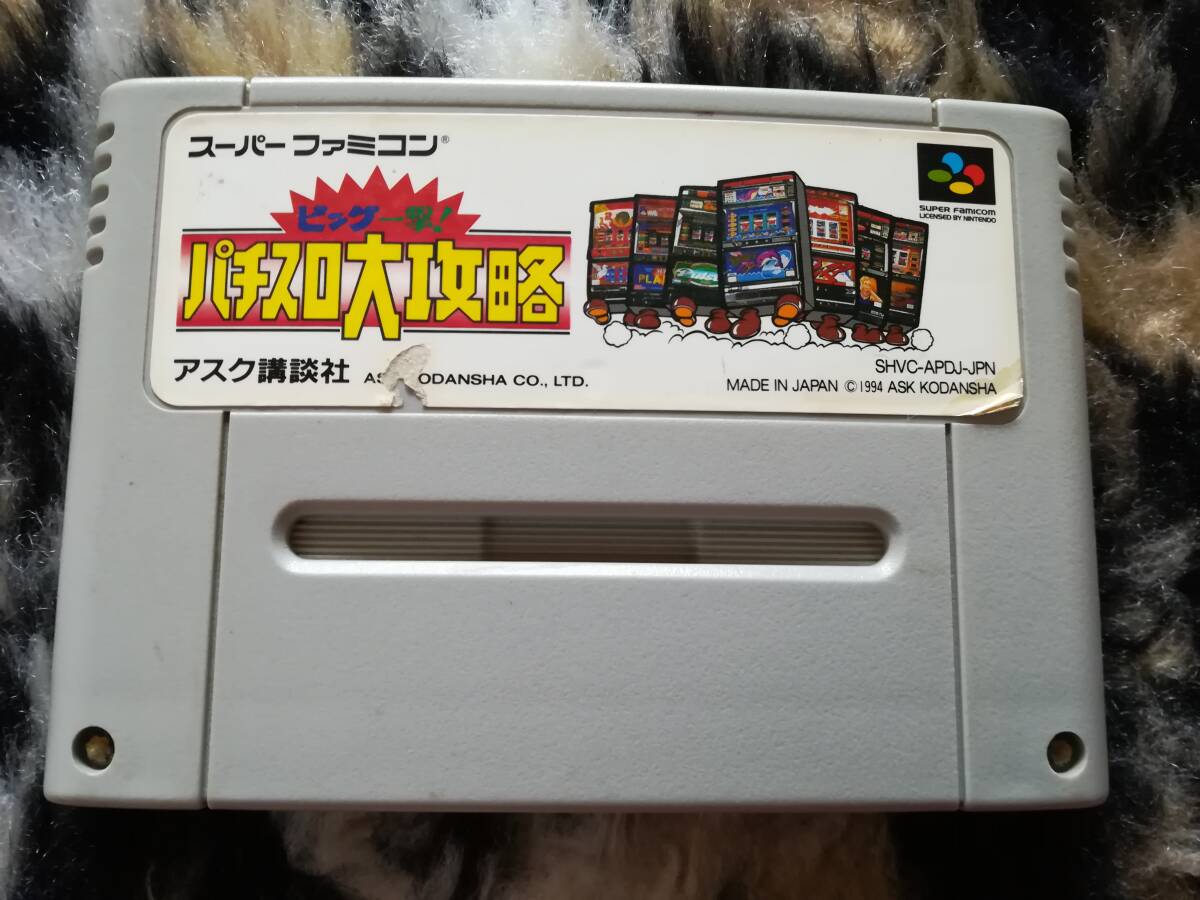 スーパーファミコン®
ビッグ一撃!
パチスロ大攻略
アスク講談社
AS ODANSHA CO., LTD.
SUPER FAMICOM
LICENSED BY NINTENDO
SHVC-APDJ-JPN
MADE IN JAPAN ©1994 ASK KODANSHA